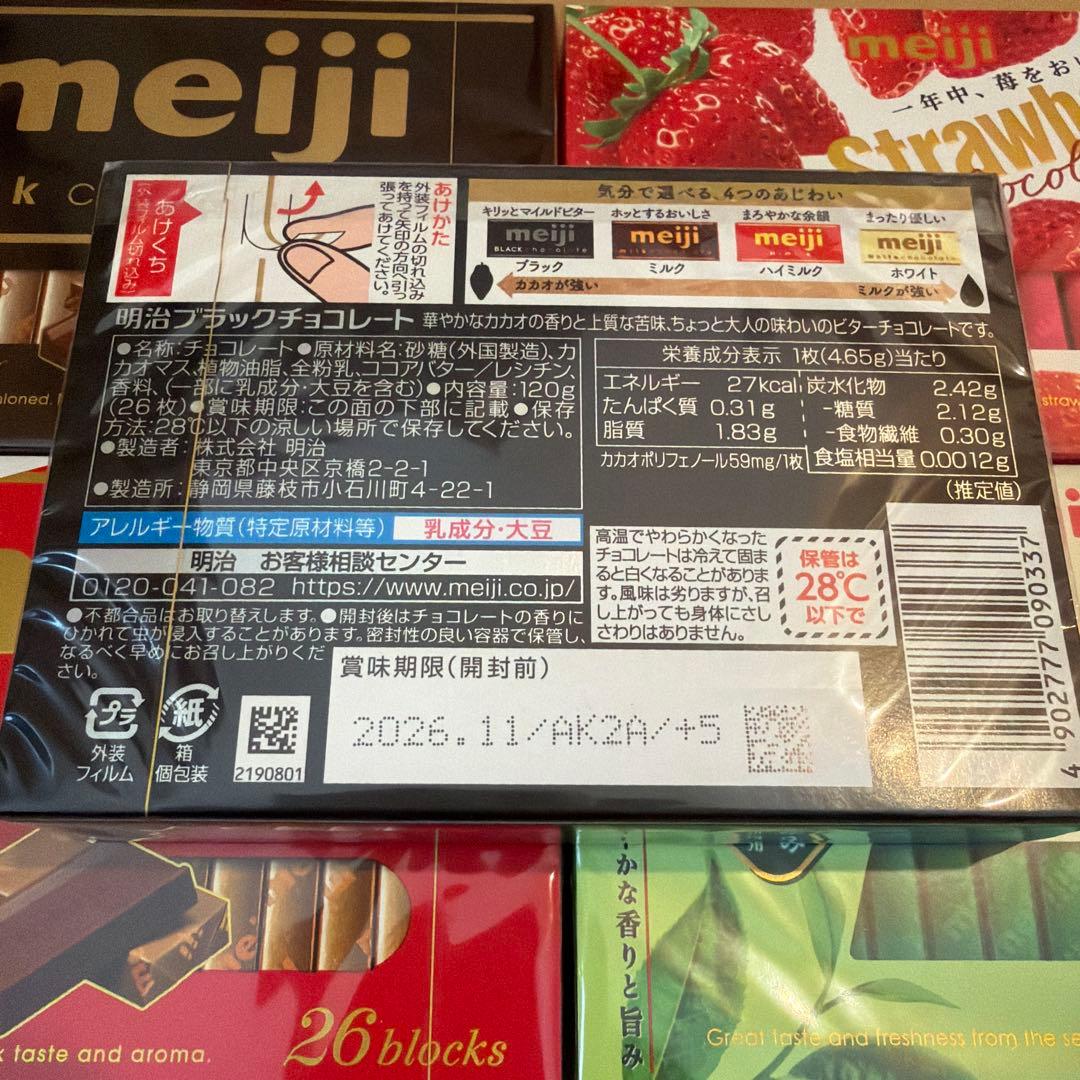 meiji
k c
meiji
一年中、苺をおい
Strawb
ocol
あけくち
(外装フィルム切れ込み)
あけかた
外装フィルムの切れ込み
を持って矢印の方向へ引っ
張ってあけてください。
気分で選べる、4つのあじわい
キリッとマイルドビター
ホッとするおいしさ
まろやかな余韻
まったり優しい
meiji
BLACK chocolate
meiji
milk chocolate
meiji
meiji
white chocolate
ブラック
ミルク
ハイミルク
ホワイト
カカオが強い
ミルクが強い
明治ブラックチョコレート 華やかなカカオの香りと上質な苦味、ちょっと大人の味わいのビターチョコレートです。
●名称:チョコレート●原材料名:砂糖(外国製造)、カ
カオマス、植物油脂、全粉乳、ココアバター/レシチン、
香料、(一部に乳成分・大豆を含む)●内容量:120g
(26枚)●賞味期限:この面の下部に記載●保存
方法:28℃以下の涼しい場所で保存してください。
●製造者:株式会社 明治
東京都中央区京橋2-2-1
●製造所:静岡県藤枝市小石川町4-22-1
栄養成分表示 1枚(4.65g)当たり
エネルギー 27kcal
たんぱく質 0.31g
脂質 1.83g
炭水化物 2.42g
-糖質 2.12g
-食物繊維 0.30g
カカオポリフェノール59mg/1枚
食塩相当量 0.0012g
(推定値)
アレルギー物質(特定原材料等) 乳成分・大豆
明治 お客様相談センター
0120-041-082 https://www.meiji.co.jp/
●不都合品はお取り替えします。●開封後はチョコレートの香りに
ひかれて虫が侵入することがあります。密封性の良い容器で保管し、
なるべく早めにお召し上がりくだ
さい。
高温でやわらかくなった
チョコレートは冷えて固ま
ると白くなることがありま
す。風味は劣りますが、召
し上がっても身体にさし
さわりはありません。
保管は
28℃
以下で
4 902777 090337
賞味期限(開封前)
2026.11/AK2A/+5
プラ
外装
フィルム
紙
箱
個包装
2190801
ioned.
straw
k taste and aroma.
26 blocks
かな香りと旨み
Great taste and freshness from the se